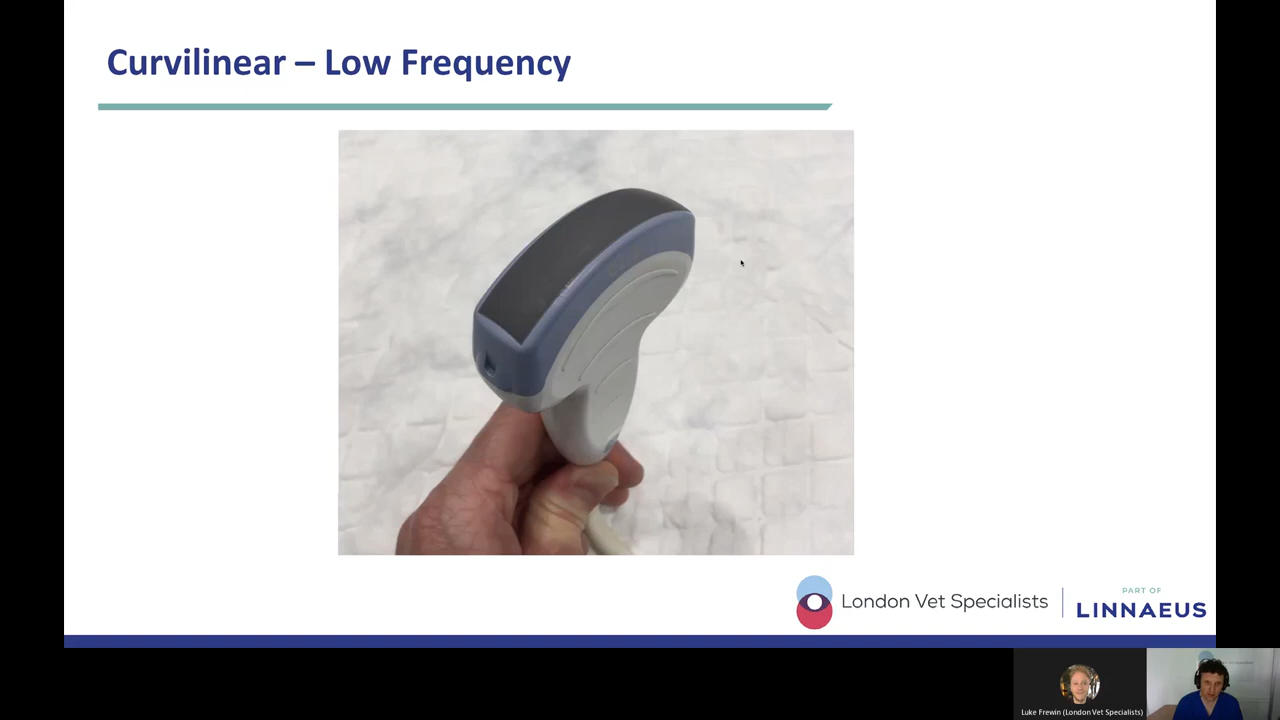 Curvilinear – Low Frequency
London Vet Specialists
PART OF
LINNAEUS
Luke Frewin (London Vet Specialists)